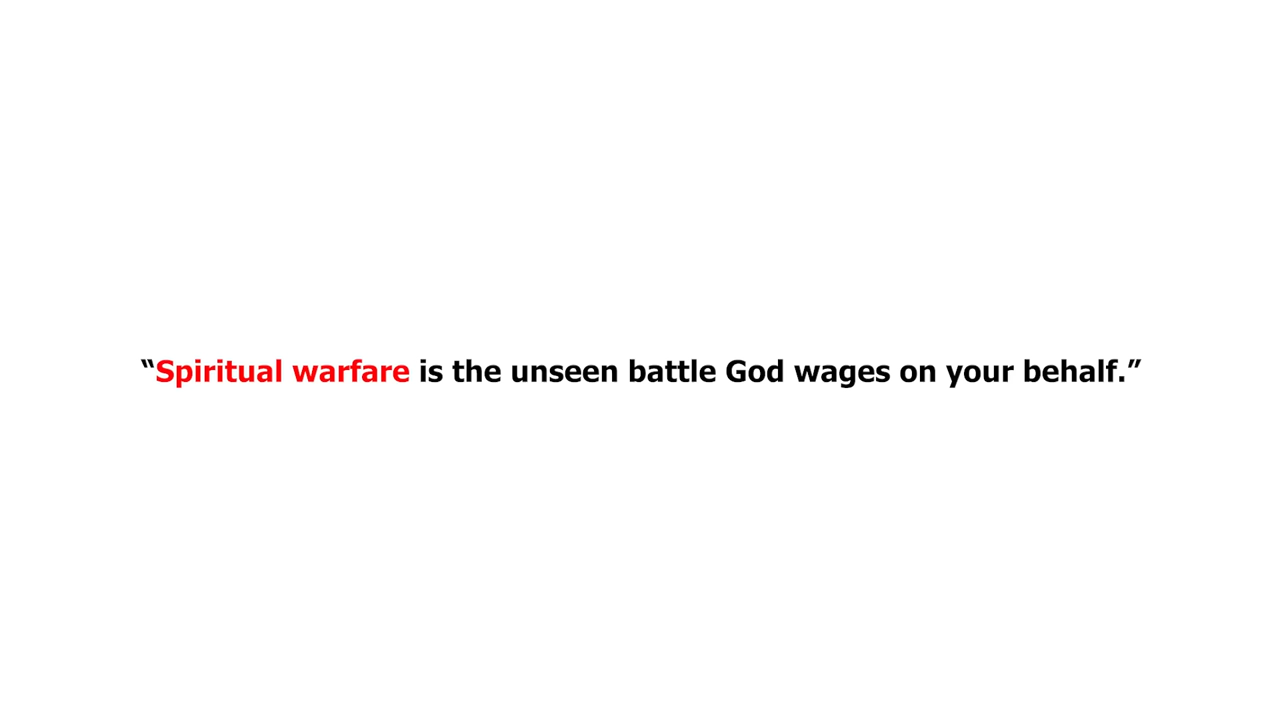 “Spiritual warfare is the unseen battle God wages on your behalf.”